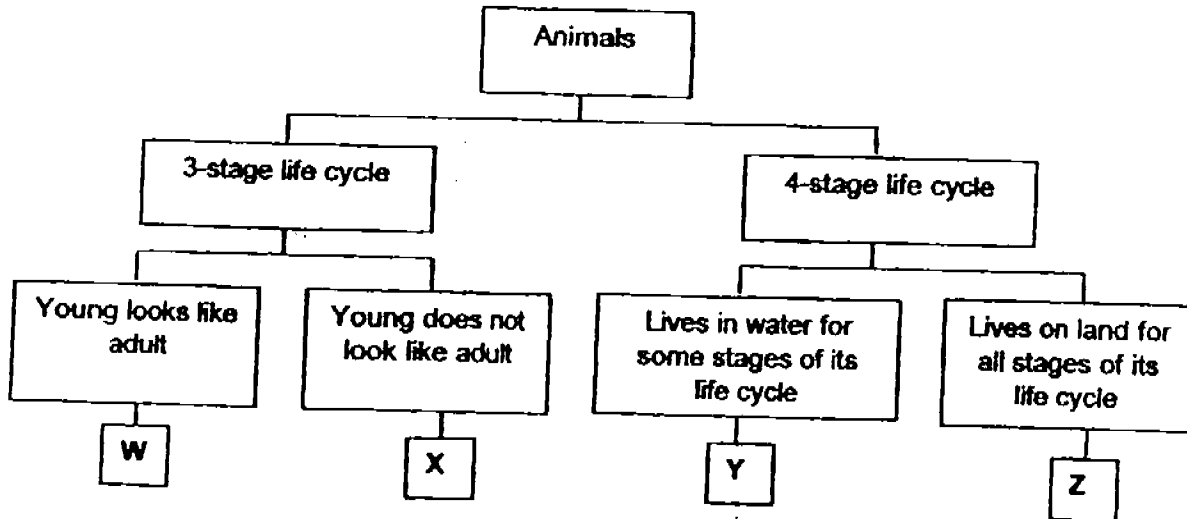 Animals
3-stage life cycle
4-stage life cycle
Young looks like
adult
Young does not
look like adult
Lives in water for
some stages of its
life cycle
Lives on land for
all stages of its
life cycle
W
X
Y
Z